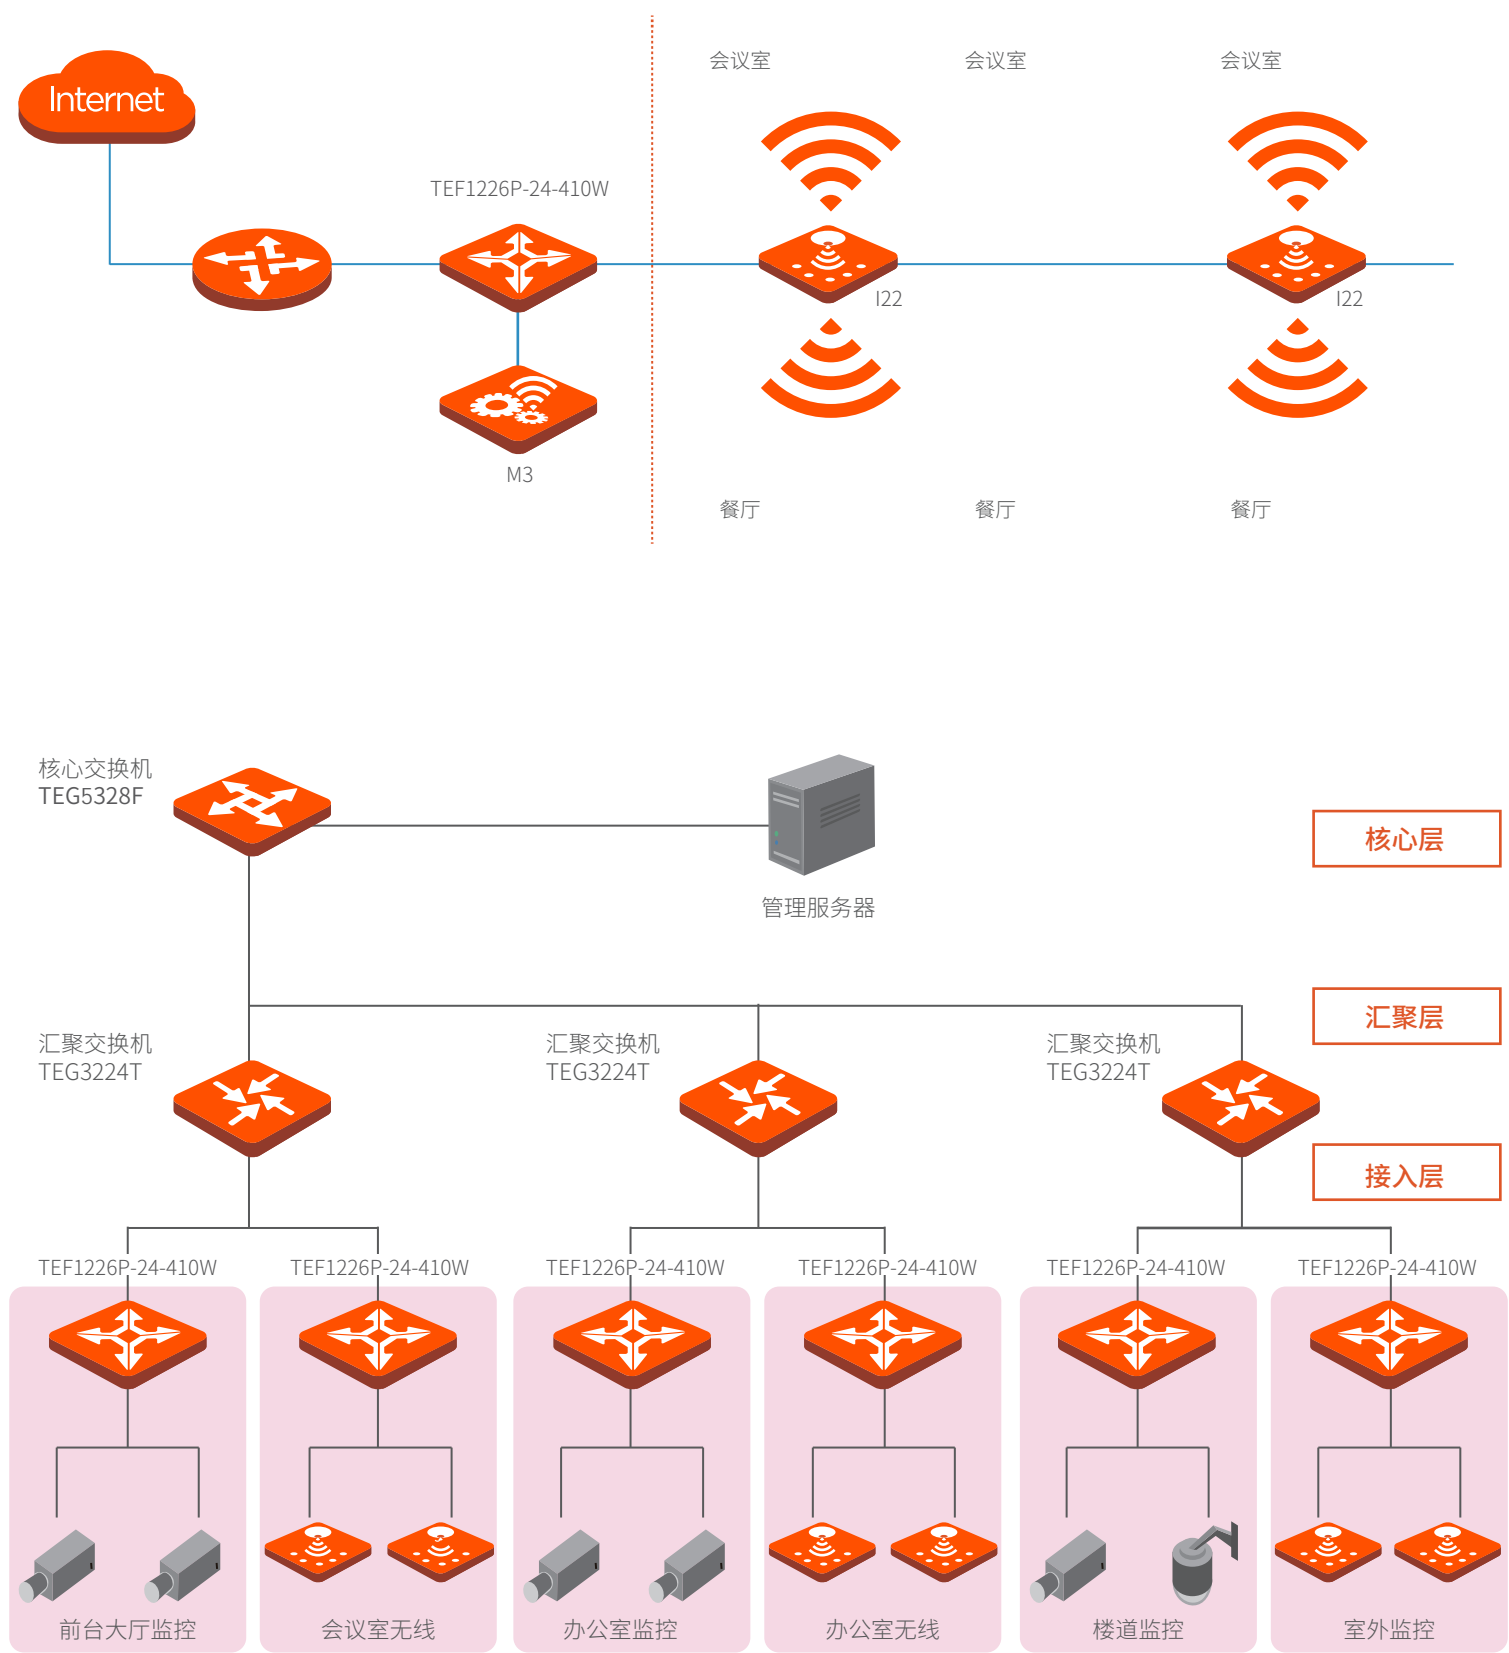 会议室
会议室
会议室
Internet
TEF1226P-24-410W
I22
I22
M3
餐厅
餐厅
餐厅
核心交换机
TEG5328F
核心层
管理服务器
汇聚层
汇聚交换机
TEG3224T
汇聚交换机
TEG3224T
汇聚交换机
TEG3224T
接入层
TEF1226P-24-410W
TEF1226P-24-410W
TEF1226P-24-410W
TEF1226P-24-410W
TEF1226P-24-410W
TEF1226P-24-410W
前台大厅监控
会议室无线
办公室监控
办公室无线
楼道监控
室外监控